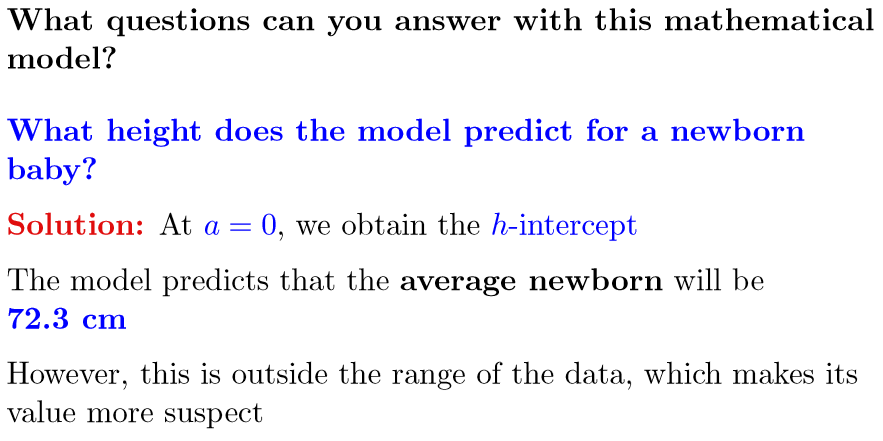 What questions can you answer with this mathematical
model?
What height does the model predict for a newborn
baby?
Solution: At a = 0, we obtain the h-intercept
The model predicts that the average newborn will be
72.3 cm
However, this is outside the range of the data, which makes its
value more suspect